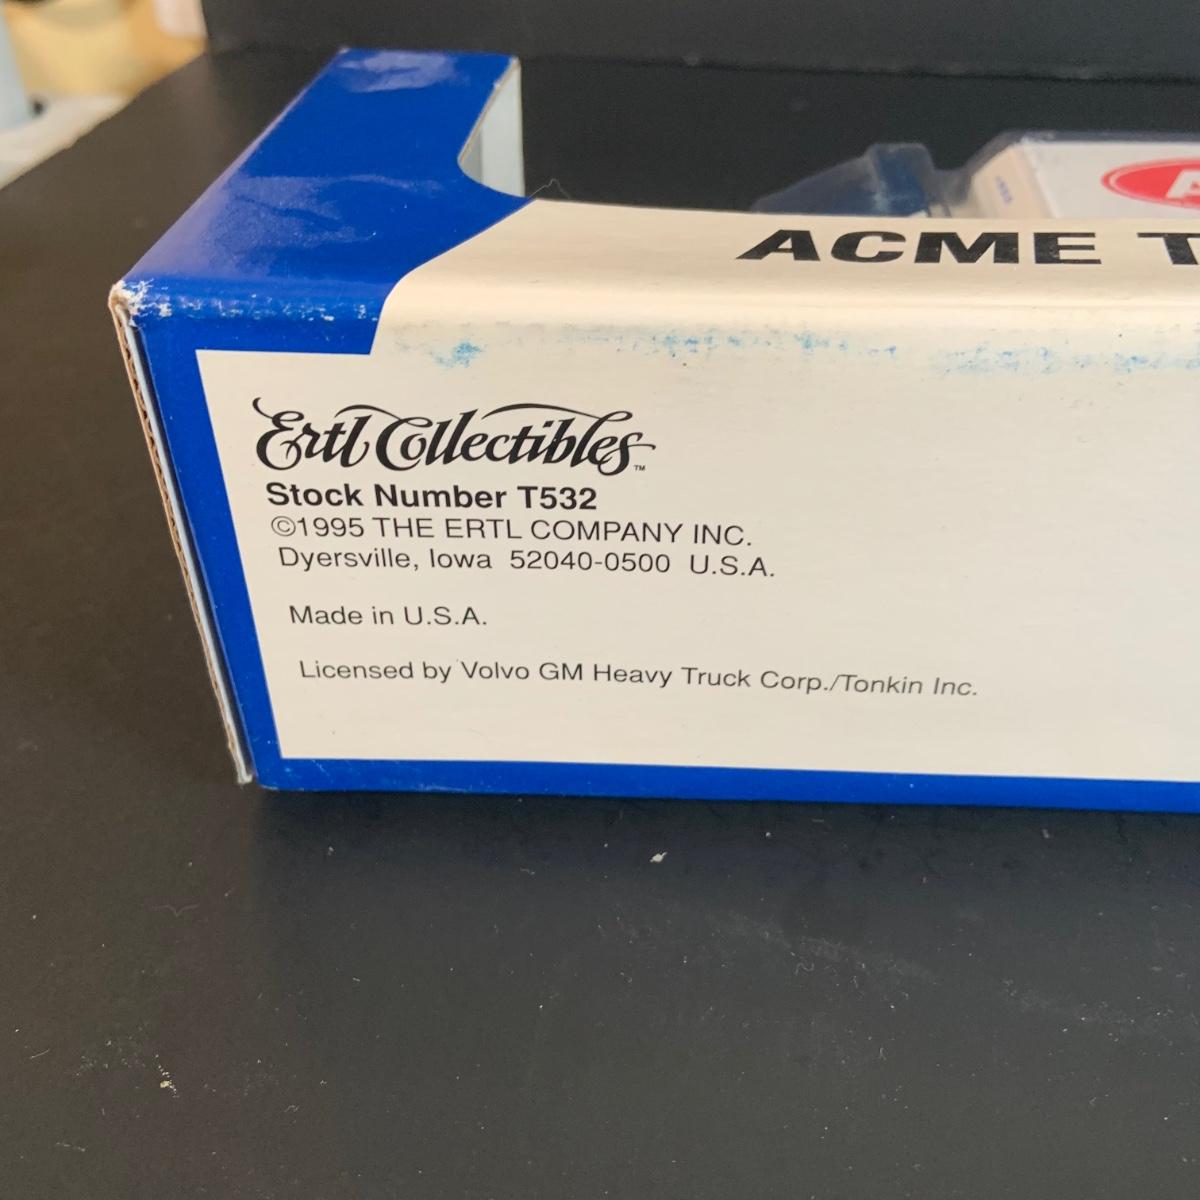 ACME T
Ertl Collectibles™
Stock Number T532
©1995 THE ERTL COMPANY INC.
Dyersville, Iowa 52040-0500 U.S.A.
Made in U.S.A.
Licensed by Volvo GM Heavy Truck Corp./Tonkin Inc.